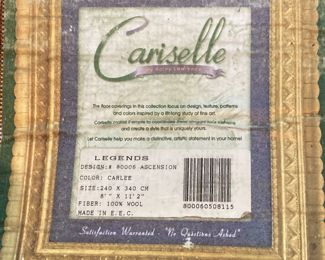 Cariselle
The floor coverings in this collection focus on design, texture, patterns
and colors inspired by a life-long study of fine art.
and create a style that is uniquely yours.
Let Cariselle help you make a distinctive, artistic statement in your home!
LEGENDS
DESIGN:# 80006 ASCENSION
COLOR: CARLEE
SIZE: 240 X 340 CM
8'" X 11'2"
FIBER: 100% WOOL
MADE IN E.E.C.
800060508115
Satisfaction Warranted - "No Questions Asked"